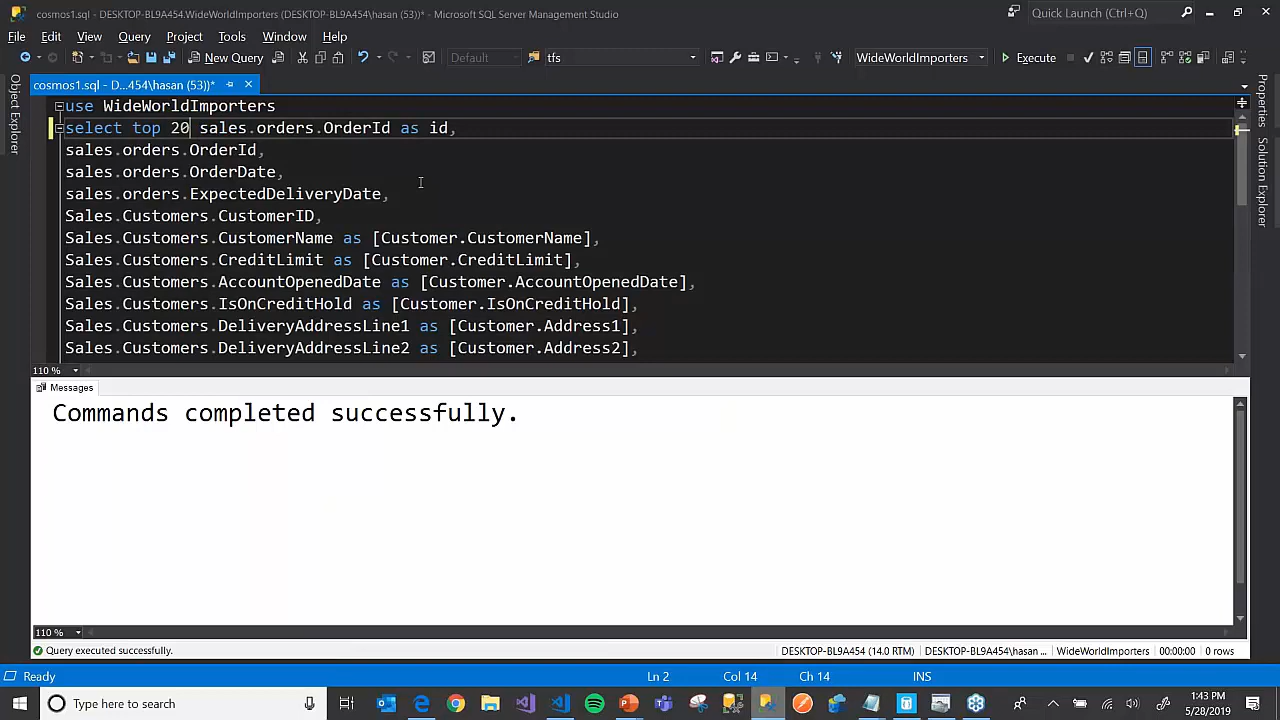 cosmos1.sql - DESKTOP-BL9A454.WideWorldImporters (DESKTOP-BL9A454\hasan (53))* - Microsoft SQL Server Management Studio
Quick Launch (Ctrl+Q)
File Edit View Query Project Tools Window Help
New Query
Default
tfs
WideWorldImporters
Execute
cosmos1.sql - D...454\hasan (53))*
Object Explorer
Properties
Solution Explorer
use WideWorldImporters
select top 20 sales.orders.OrderId as id,
sales.orders.OrderId,
sales.orders.OrderDate,
sales.orders.ExpectedDeliveryDate,
Sales.Customers.CustomerID,
Sales.Customers.CustomerName as [Customer.CustomerName],
Sales.Customers.CreditLimit as [Customer.CreditLimit],
Sales.Customers.AccountOpenedDate as [Customer.AccountOpenedDate],
Sales.Customers.IsOnCreditHold as [Customer.IsOnCreditHold],
Sales.Customers.DeliveryAddressLine1 as [Customer.Address1],
Sales.Customers.DeliveryAddressLine2 as [Customer.Address2],
110 %
Messages
Commands completed successfully.
110 %
Query executed successfully.
DESKTOP-BL9A454 (14.0 RTM) DESKTOP-BL9A454\hasan ... WideWorldImporters 00:00:00 0 rows
Ready Ln 2 Col 14 Ch 14 INS
Type here to search
1:43 PM
5/28/2019